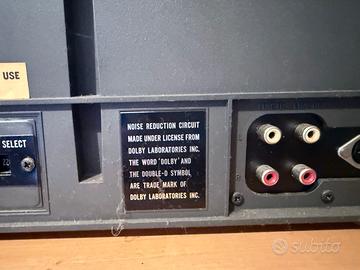 USE
SELECT
NOISE REDUCTION CIRCUIT
MADE UNDER LICENSE FROM
DOLBY LABORATORIES INC.
THE WORD 'DOLBY' AND
THE DOUBLE-D SYMBOL
ARE TRADE MARK OF
DOLBY LABORATORIES INC.
subito